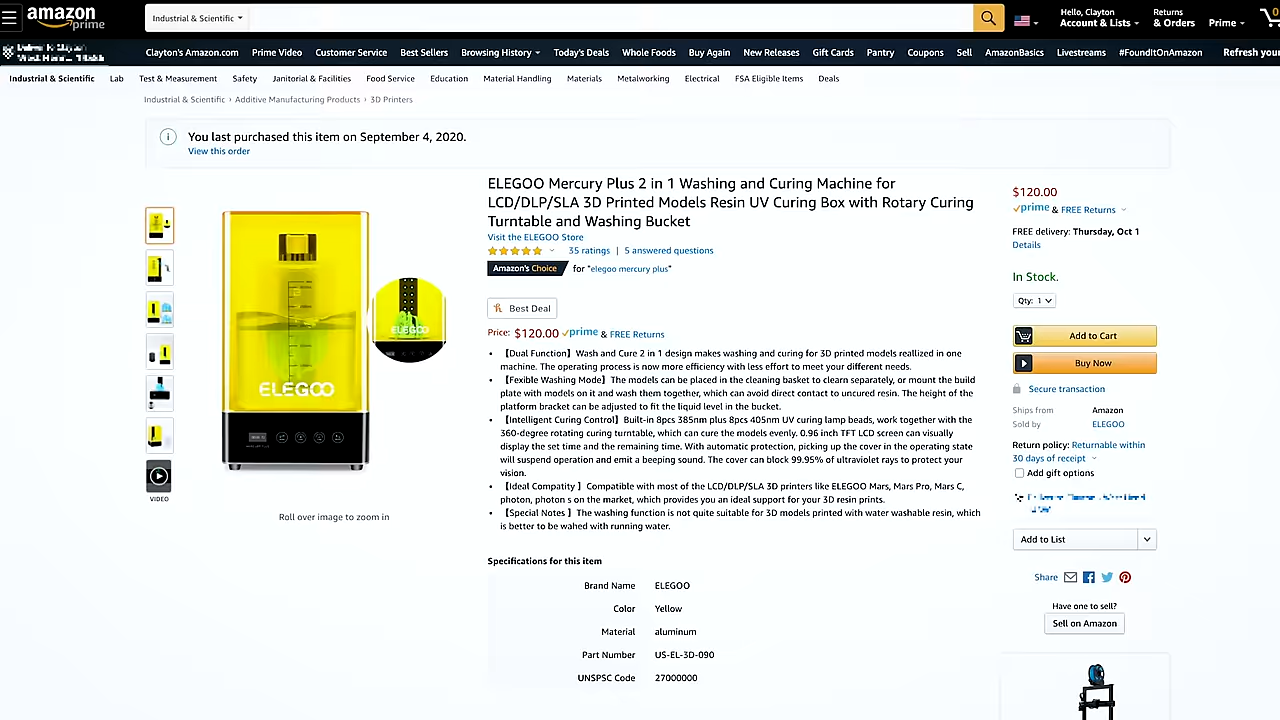 amazon
prime
Industrial & Scientific
Hello, Clayton
Account & Lists
Returns
& Orders
Prime
0
Clayton's Amazon.com Prime Video Customer Service Best Sellers Browsing History Today's Deals Whole Foods Buy Again New Releases Gift Cards Pantry Coupons Sell AmazonBasics Livestreams #FoundItOnAmazon Refresh your
Industrial & Scientific Lab Test & Measurement Safety Janitorial & Facilities Food Service Education Material Handling Materials Metalworking Electrical FSA Eligible Items Deals
Industrial & Scientific › Additive Manufacturing Products › 3D Printers
You last purchased this item on September 4, 2020.
View this order
ELEGOO
ELEGOO
VIDEO
Roll over image to zoom in
ELEGOO Mercury Plus 2 in 1 Washing and Curing Machine for
LCD/DLP/SLA 3D Printed Models Resin UV Curing Box with Rotary Curing
Turntable and Washing Bucket
Visit the ELEGOO Store
35 ratings | 5 answered questions
Amazon's Choice for "elegoo mercury plus"
Best Deal
Price: $120.00 prime & FREE Returns
• 【Dual Function】Wash and Cure 2 in 1 design makes washing and curing for 3D printed models reallized in one
machine. The operating process is now more efficiency with less effort to meet your different needs.
• 【Fexible Washing Mode】The models can be placed in the cleaning basket to clearn separately, or mount the build
plate with models on it and wash them together, which can avoid direct contact to uncured resin. The height of the
platform bracket can be adjusted to fit the liquid level in the bucket.
• 【Intelligent Curing Control】Built-in 8pcs 385nm plus 8pcs 405nm UV curing lamp beads, work together with the
360-degree rotating curing turntable, which can cure the models evenly. 0.96 inch TFT LCD screen can visually
display the set time and the remaining time. With automatic protection, picking up the cover in the operating state
will suspend operation and emit a beeping sound. The cover can block 99.95% of ultraviolet rays to protect your
vision.
• 【Ideal Compatity 】Compatible with most of the LCD/DLP/SLA 3D printers like ELEGOO Mars, Mars Pro, Mars C,
photon, photon s on the market, which provides you an ideal support for your 3D resin prints.
• 【Special Notes 】The washing function is not quite suitable for 3D models printed with water washable resin, which
is better to be wahed with running water.
Specifications for this item
Brand Name ELEGOO
Color Yellow
Material aluminum
Part Number US-EL-3D-090
UNSPSC Code 27000000
$120.00
prime & FREE Returns
FREE delivery: Thursday, Oct 1
Details
In Stock.
Qty: 1
Add to Cart
Buy Now
Secure transaction
Ships from Amazon
Sold by ELEGOO
Return policy: Returnable within
30 days of receipt
Add gift options
Add to List
Share
Have one to sell?
Sell on Amazon